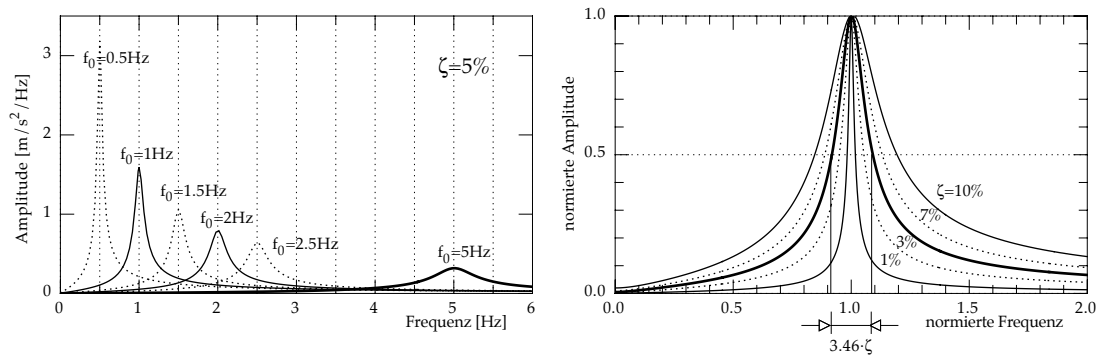 Amplitude [m/s²/Hz]
3
2
1
0
f₀=0.5Hz
ζ=5%
f₀=1Hz
f₀=1.5Hz
f₀=2Hz
f₀=2.5Hz
f₀=5Hz
0 1 2 3 4 5 6
Frequenz [Hz]
normierte Amplitude
1.0
0.5
0.0
ζ=10%
7%
3%
1%
0.5 1.0 1.5 2.0
normierte Frequenz
3.46·ζ